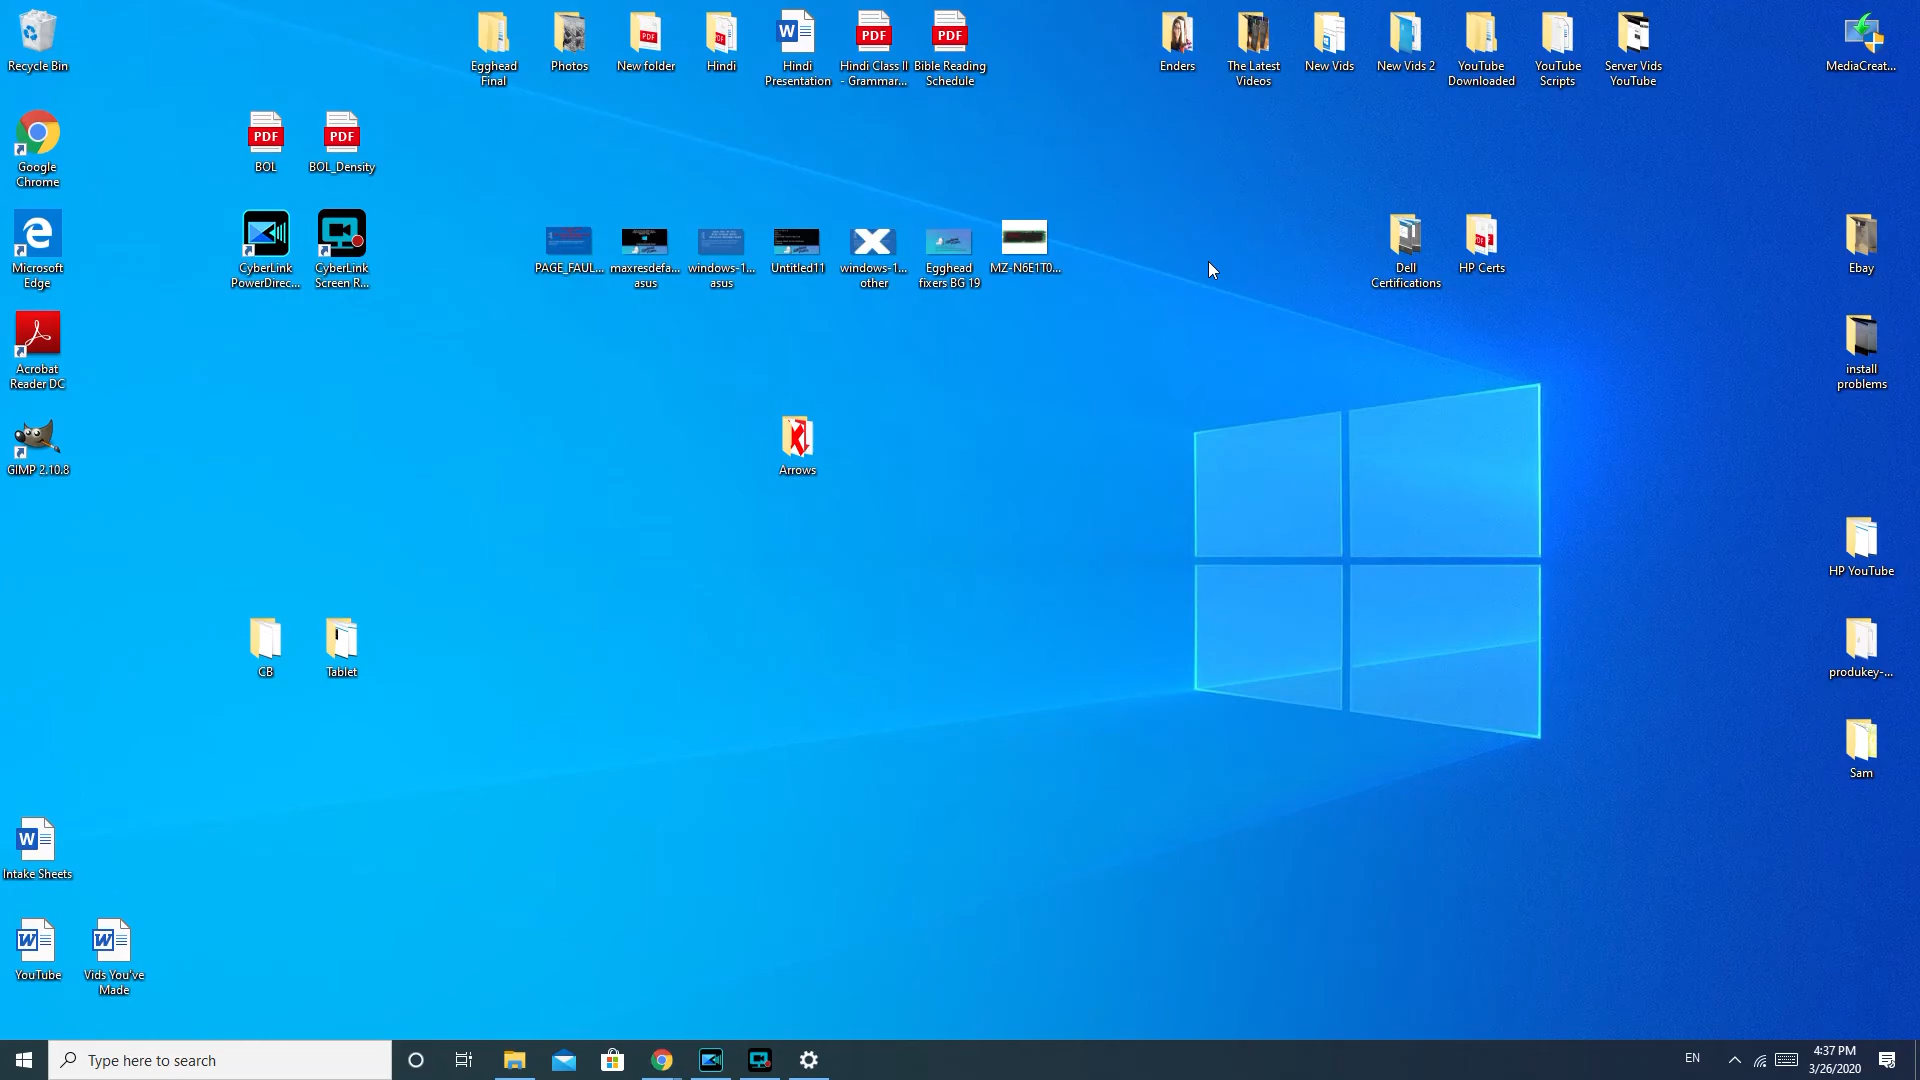 Recycle Bin
Egghead
Final
Photos
New folder
Hindi
Hindi
Presentation
Hindi Class II
- Grammar...
Bible Reading
Schedule
Enders
The Latest
Videos
New Vids
New Vids 2
YouTube
Downloaded
YouTube
Scripts
Server Vids
YouTube
MediaCreat...
Google
Chrome
PDF
BOL
PDF
BOL_Density
Microsoft
Edge
CyberLink
PowerDirec...
CyberLink
Screen R...
PAGE_FAUL...
maxresdefa...
asus
windows-1...
asus
Untitled11
windows-1...
other
Egghead
fixers BG 19
MZ-N6E1T0...
Dell
Certifications
HP Certs
Ebay
Acrobat
Reader DC
install
problems
GIMP 2.10.8
Arrows
HP YouTube
CB
Tablet
produkey-...
Sam
Intake Sheets
YouTube
Vids You've
Made
Type here to search
EN
4:37 PM
3/26/2020